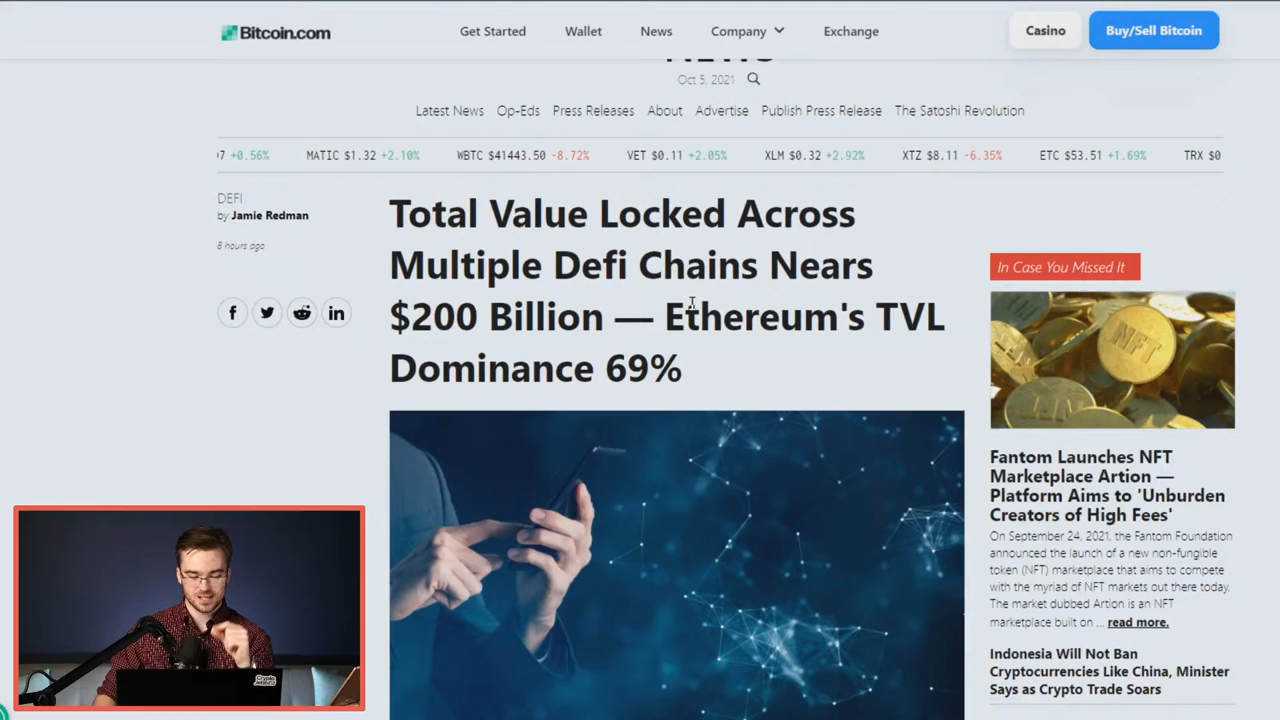 Bitcoin.com
Get Started
Wallet
News
Company
Exchange
Casino
Buy/Sell Bitcoin
Oct 5, 2021
Latest News
Op-Eds
Press Releases
About
Advertise
Publish Press Release
The Satoshi Revolution
7 +0.56%
MATIC $1.32 +2.10%
WBTC $41443.50 -8.72%
VET $0.11 +2.05%
XLM $0.32 +2.92%
XTZ $8.11 -6.35%
ETC $53.51 +1.69%
TRX $0
DEFI
by Jamie Redman
8 hours ago
Total Value Locked Across
Multiple Defi Chains Nears
$200 Billion — Ethereum's TVL
Dominance 69%
In Case You Missed It
NFT
Fantom Launches NFT
Marketplace Artion —
Platform Aims to 'Unburden
Creators of High Fees'
On September 24, 2021, the Fantom Foundation
announced the launch of a new non-fungible
token (NFT) marketplace that aims to compete
with the myriad of NFT markets out there today.
The market dubbed Artion is an NFT
marketplace built on ... read more.
Indonesia Will Not Ban
Cryptocurrencies Like China, Minister
Says as Crypto Trade Soars